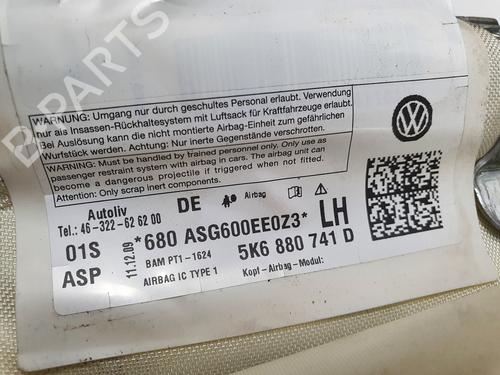 B-PARTS
WARNUNG: Umgang nur durch geschultes Personal erlaubt. Verwendung
nur als Insassen-Rückhaltesystem mit Luftsack für Kraftfahrzeuge erlaubt.
Bei Auslösung kann die nicht montierte Airbag-Einheit zum gefährlichen
Wurfstück werden. Achtung: Nur inerte Gegenstände verschrotten.
WARNING: Must be handled by trained personnel only. Only use as
passenger restraint system with airbag in cars. The airbag unit can
become a dangerous projectile if triggered when not fitted.
Attention: Only scrap inert components.
Autoliv DE Airbag
Tel.: 46-322-62 62 00
01S 11.12.09 *680 ASG600EE0Z3* LH
ASP BAM PT1-1624 5K6 880 741 D
AIRBAG IC TYPE 1 Kopf-Airbag-Modul: